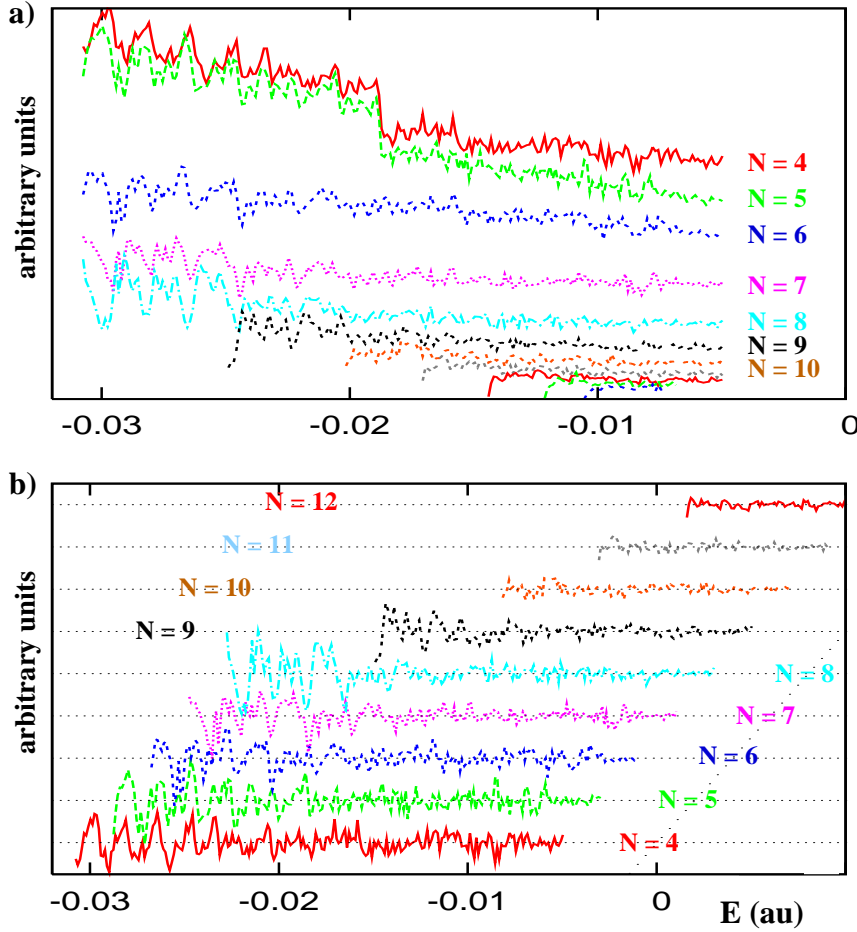 a)
arbitrary units
N = 4
N = 5
N = 6
N = 7
N = 8
N = 9
N = 10
-0.03 -0.02 -0.01 0
b)
arbitrary units
N = 12
N = 11
N = 10
N = 9
N = 8
N = 7
N = 6
N = 5
N = 4
-0.03 -0.02 -0.01 0
E (au)